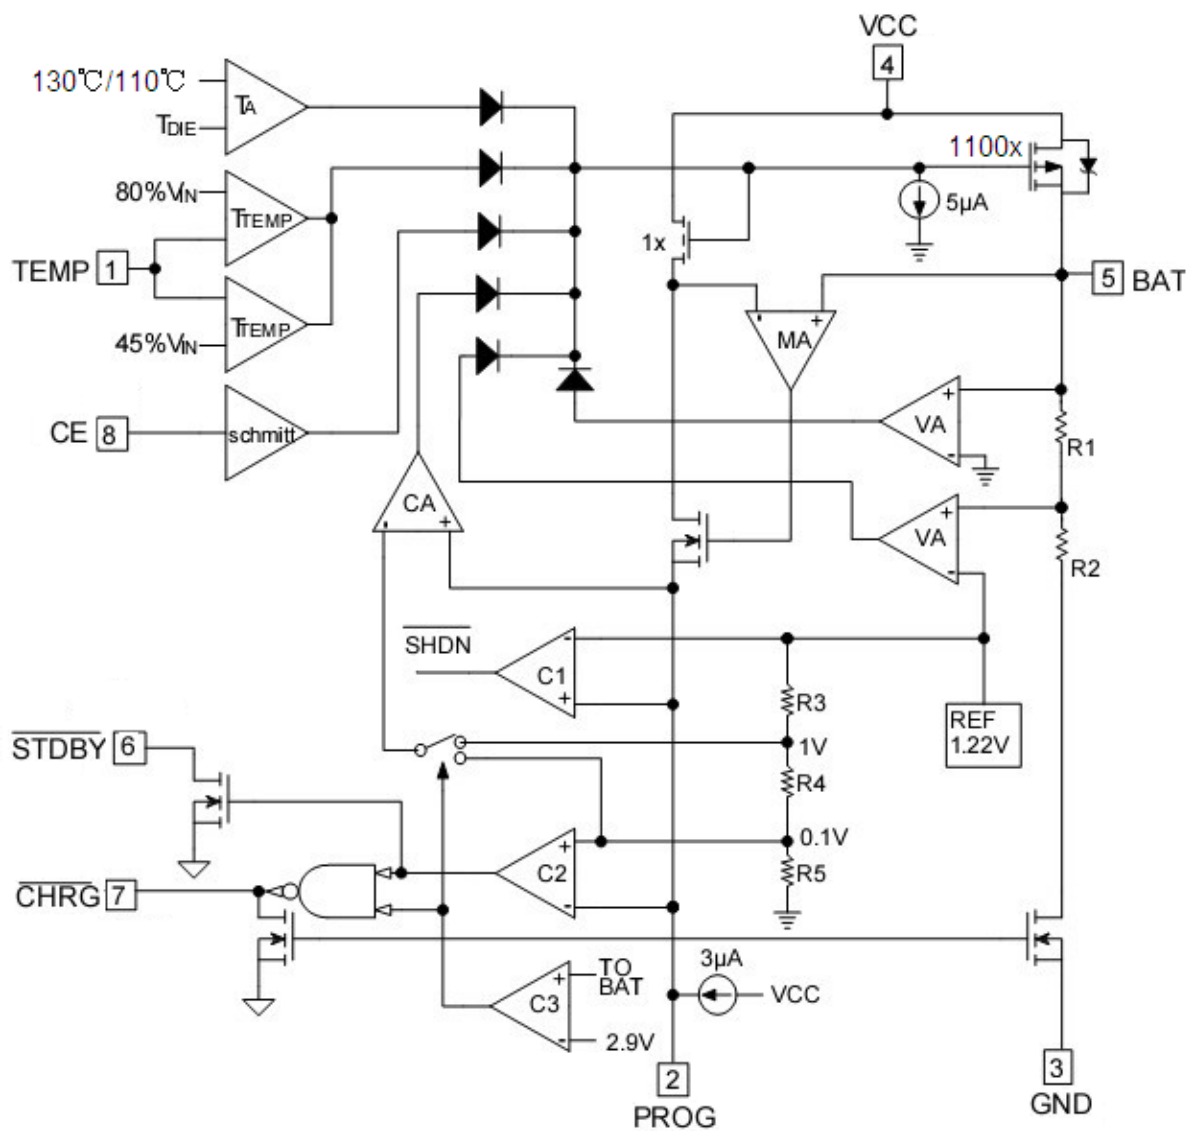 VCC
4
130℃/110℃
TA
TDIE
1100x
80%VIN
TTEMP
5μA
1x
TEMP 1
5 BAT
TTEMP
45%VIN
- +
MA
+
VA
-
CE 8
schmitt
R1
CA
- +
+
VA
-
R2
SHDN
-
C1
+
R3
REF
1.22V
STDBY 6
1V
R4
0.1V
+
C2
-
R5
CHRG 7
3μA
TO
BAT
+
C3
-
VCC
2.9V
2
PROG
3
GND